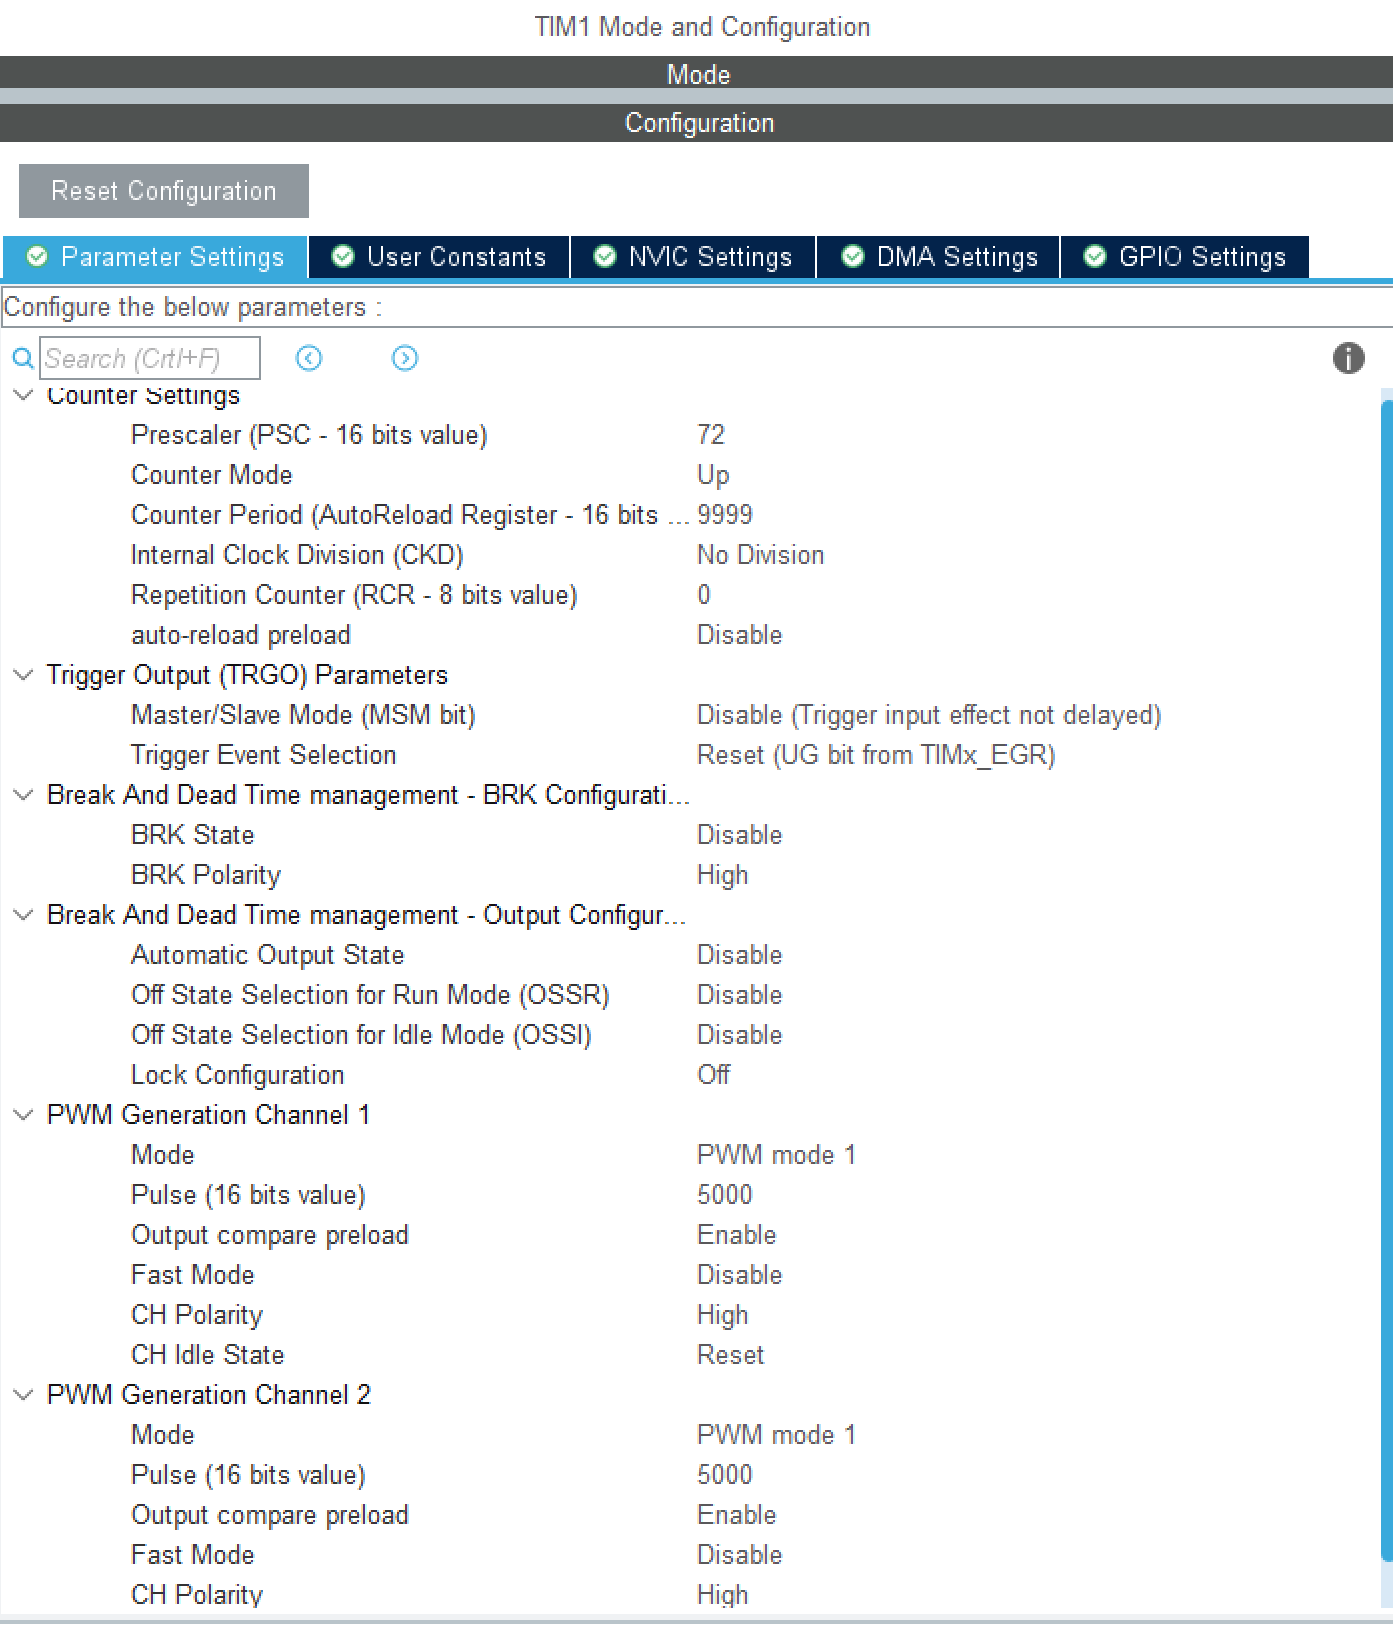 TIM1 Mode and Configuration
Mode
Configuration
Reset Configuration
Parameter Settings User Constants NVIC Settings DMA Settings GPIO Settings
Configure the below parameters :
Search (Crtl+F)
Counter Settings
Prescaler (PSC - 16 bits value) 72
Counter Mode Up
Counter Period (AutoReload Register - 16 bits ... 9999
Internal Clock Division (CKD) No Division
Repetition Counter (RCR - 8 bits value) 0
auto-reload preload Disable
Trigger Output (TRGO) Parameters
Master/Slave Mode (MSM bit) Disable (Trigger input effect not delayed)
Trigger Event Selection Reset (UG bit from TIMx_EGR)
Break And Dead Time management - BRK Configurati...
BRK State Disable
BRK Polarity High
Break And Dead Time management - Output Configur...
Automatic Output State Disable
Off State Selection for Run Mode (OSSR) Disable
Off State Selection for Idle Mode (OSSI) Disable
Lock Configuration Off
PWM Generation Channel 1
Mode PWM mode 1
Pulse (16 bits value) 5000
Output compare preload Enable
Fast Mode Disable
CH Polarity High
CH Idle State Reset
PWM Generation Channel 2
Mode PWM mode 1
Pulse (16 bits value) 5000
Output compare preload Enable
Fast Mode Disable
CH Polarity High